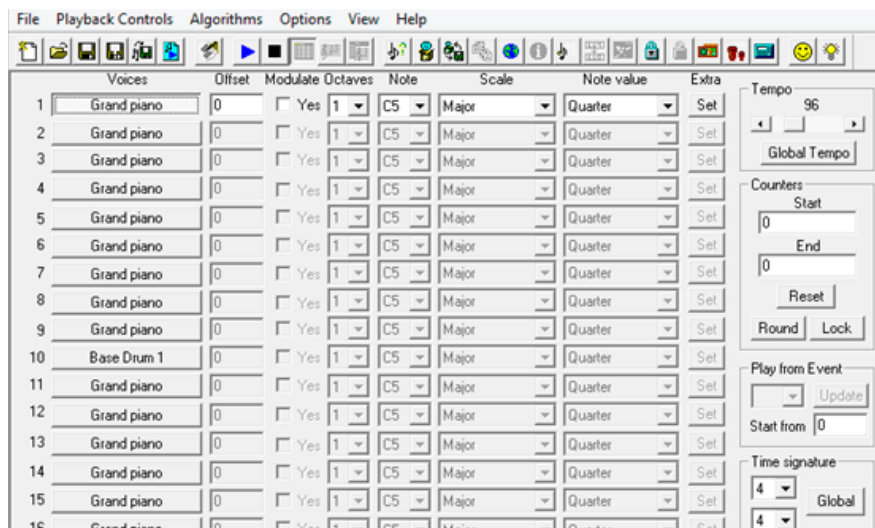 File Playback Controls Algorithms Options View Help
Voices Offset Modulate Octaves Note Scale Note value Extra
1 Grand piano 0 Yes 1 C5 Major Quarter Set
2 Grand piano 0 Yes 1 C5 Major Quarter Set
3 Grand piano 0 Yes 1 C5 Major Quarter Set
4 Grand piano 0 Yes 1 C5 Major Quarter Set
5 Grand piano 0 Yes 1 C5 Major Quarter Set
6 Grand piano 0 Yes 1 C5 Major Quarter Set
7 Grand piano 0 Yes 1 C5 Major Quarter Set
8 Grand piano 0 Yes 1 C5 Major Quarter Set
9 Grand piano 0 Yes 1 C5 Major Quarter Set
10 Base Drum 1 0 Yes 1 C5 Major Quarter Set
11 Grand piano 0 Yes 1 C5 Major Quarter Set
12 Grand piano 0 Yes 1 C5 Major Quarter Set
13 Grand piano 0 Yes 1 C5 Major Quarter Set
14 Grand piano 0 Yes 1 C5 Major Quarter Set
15 Grand piano 0 Yes 1 C5 Major Quarter Set
16 Grand piano 0 Yes 1 C5 Major Quarter Set
Tempo
96
Global Tempo
Counters
Start
0
End
0
Reset
Round Lock
Play from Event
Update
Start from 0
Time signature
4
Global
4